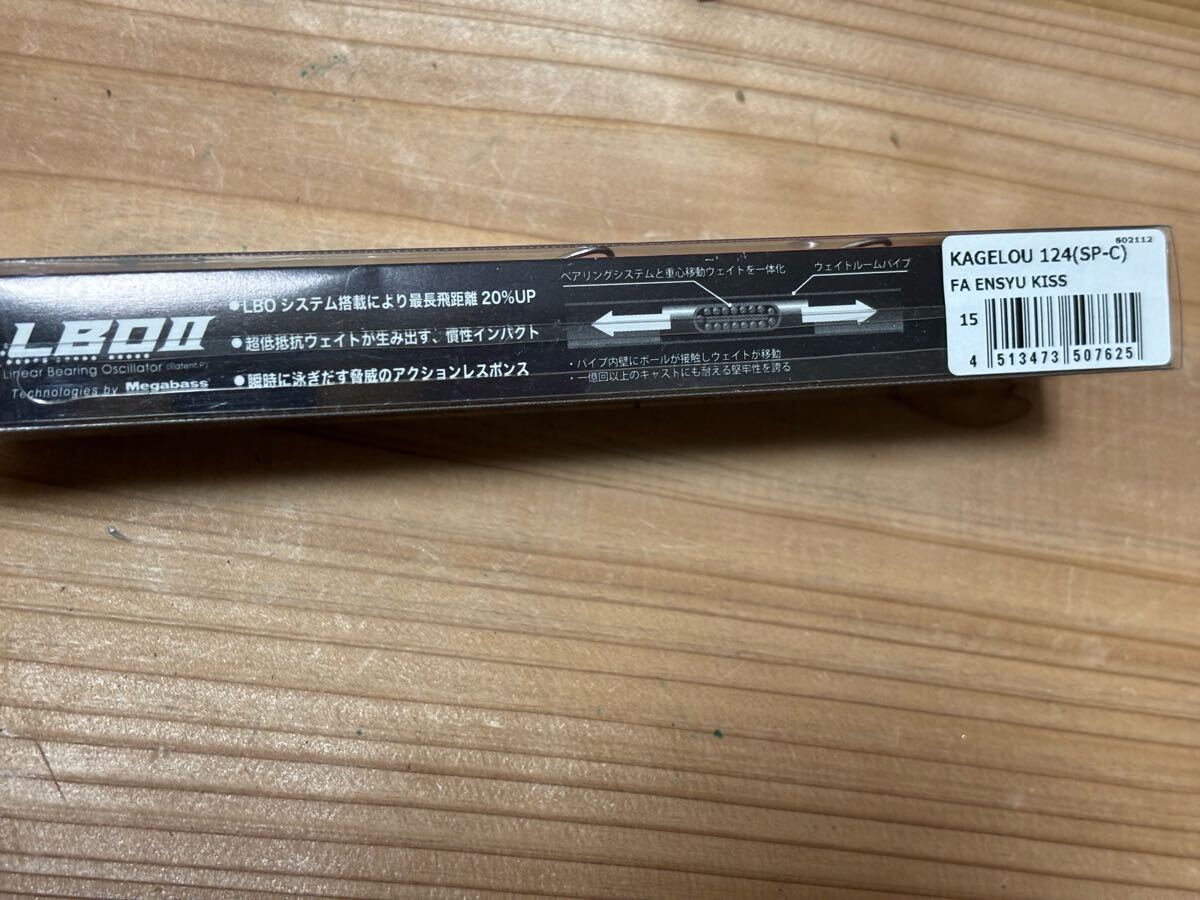 LBOII
Linear Bearing Oscillator (Patent.P)
Technologies by Megabass
●LBO システム搭載により最長飛距離 20%UP
●超低抵抗ウェイトが生み出す、慣性インパクト
●瞬時に泳ぎだす脅威のアクションレスポンス
ベアリングシステムと重心移動ウェイトを一体化
ウェイトルームパイプ
・パイプ内壁にボールが接触しウェイトが移動
・一億回以上のキャストにも耐える堅牢性を誇る
602112
KAGELOU 124(SP-C)
FA ENSYU KISS
15
4 513473 507625